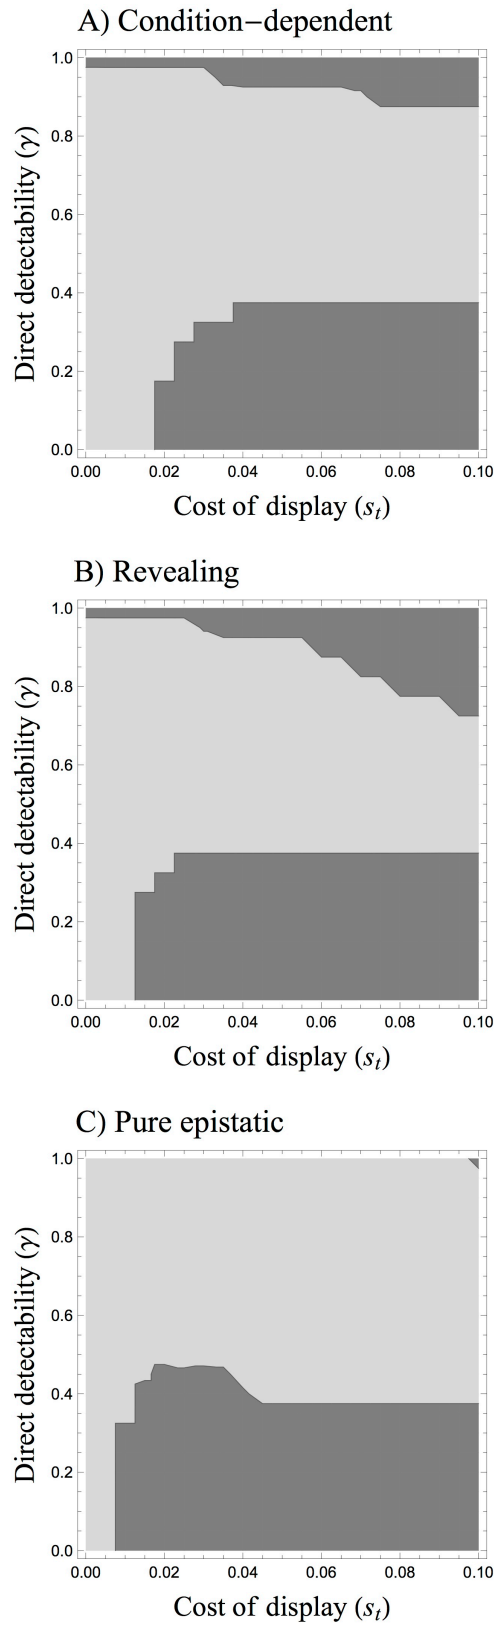 A) Condition−dependent
1.0
0.8
0.6
0.4
0.2
0.0
Direct detectability (γ)
0.00 0.02 0.04 0.06 0.08 0.10
Cost of display (sₜ)
B) Revealing
1.0
0.8
0.6
0.4
0.2
0.0
Direct detectability (γ)
0.00 0.02 0.04 0.06 0.08 0.10
Cost of display (sₜ)
C) Pure epistatic
1.0
0.8
0.6
0.4
0.2
0.0
Direct detectability (γ)
0.00 0.02 0.04 0.06 0.08 0.10
Cost of display (sₜ)